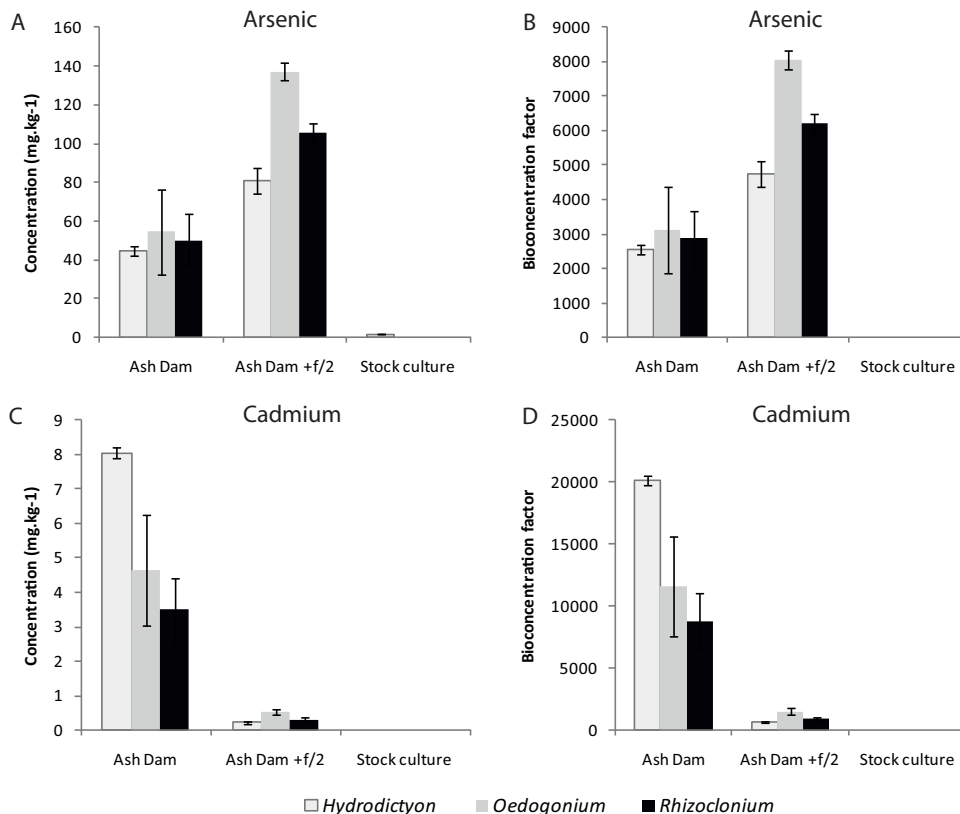 A
Arsenic
160
140
120
100
80
60
40
20
0
Concentration (mg.kg-1)
Ash Dam
Ash Dam +f/2
Stock culture
B
Arsenic
9000
8000
7000
6000
5000
4000
3000
2000
1000
0
Bioconcentration factor
Ash Dam
Ash Dam +f/2
Stock culture
C
Cadmium
9
8
7
6
5
4
3
2
1
0
Concentration (mg.kg-1)
Ash Dam
Ash Dam +f/2
Stock culture
D
Cadmium
25000
20000
15000
10000
5000
0
Bioconcentration factor
Ash Dam
Ash Dam +f/2
Stock culture
Hydrodictyon Oedogonium Rhizoclonium